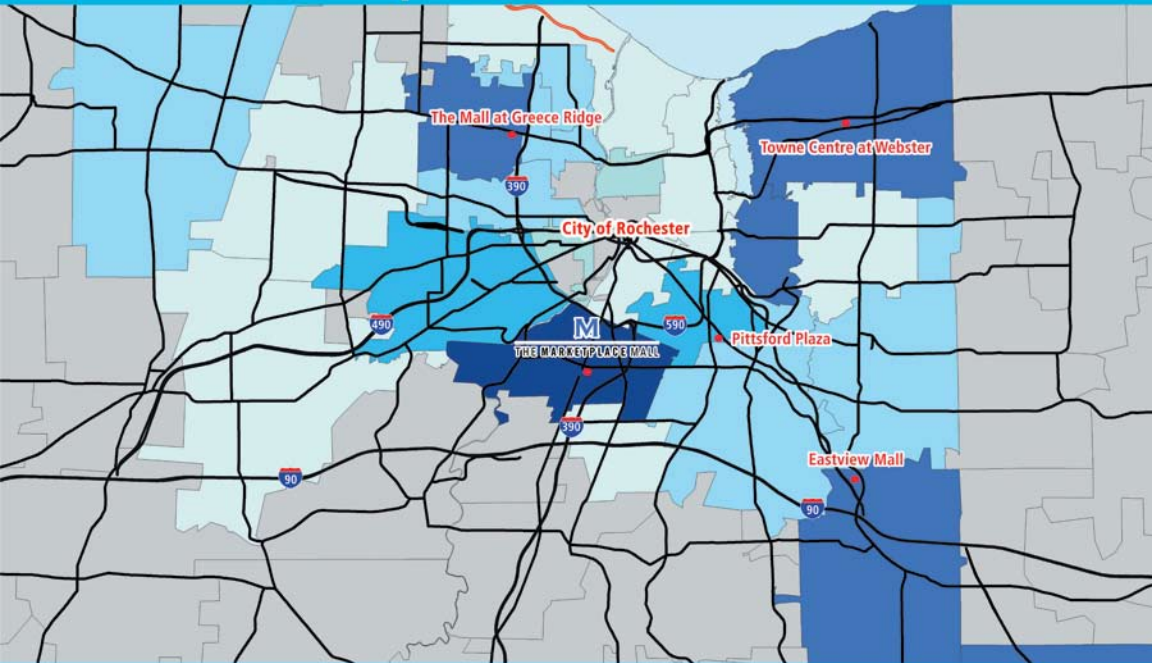 The Mall at Greece Ridge
Towne Centre at Webster
390
City of Rochester
490
M
590
THE MARKETPLACE MALL
Pittsford Plaza
390
Eastview Mall
90
90